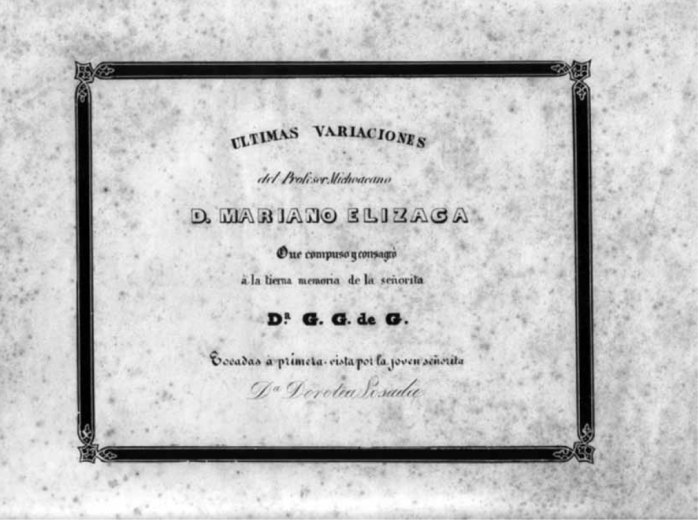 ULTIMAS VARIACIONES
del Profesor Michoacano
D. MARIANO ELIZAGA
Que compuso y consagró
á la tierna memoria de la señorita
D.ª G. G. de G.
Tocadas á primera vista por la joven señorita
Dª Dorotea Losada